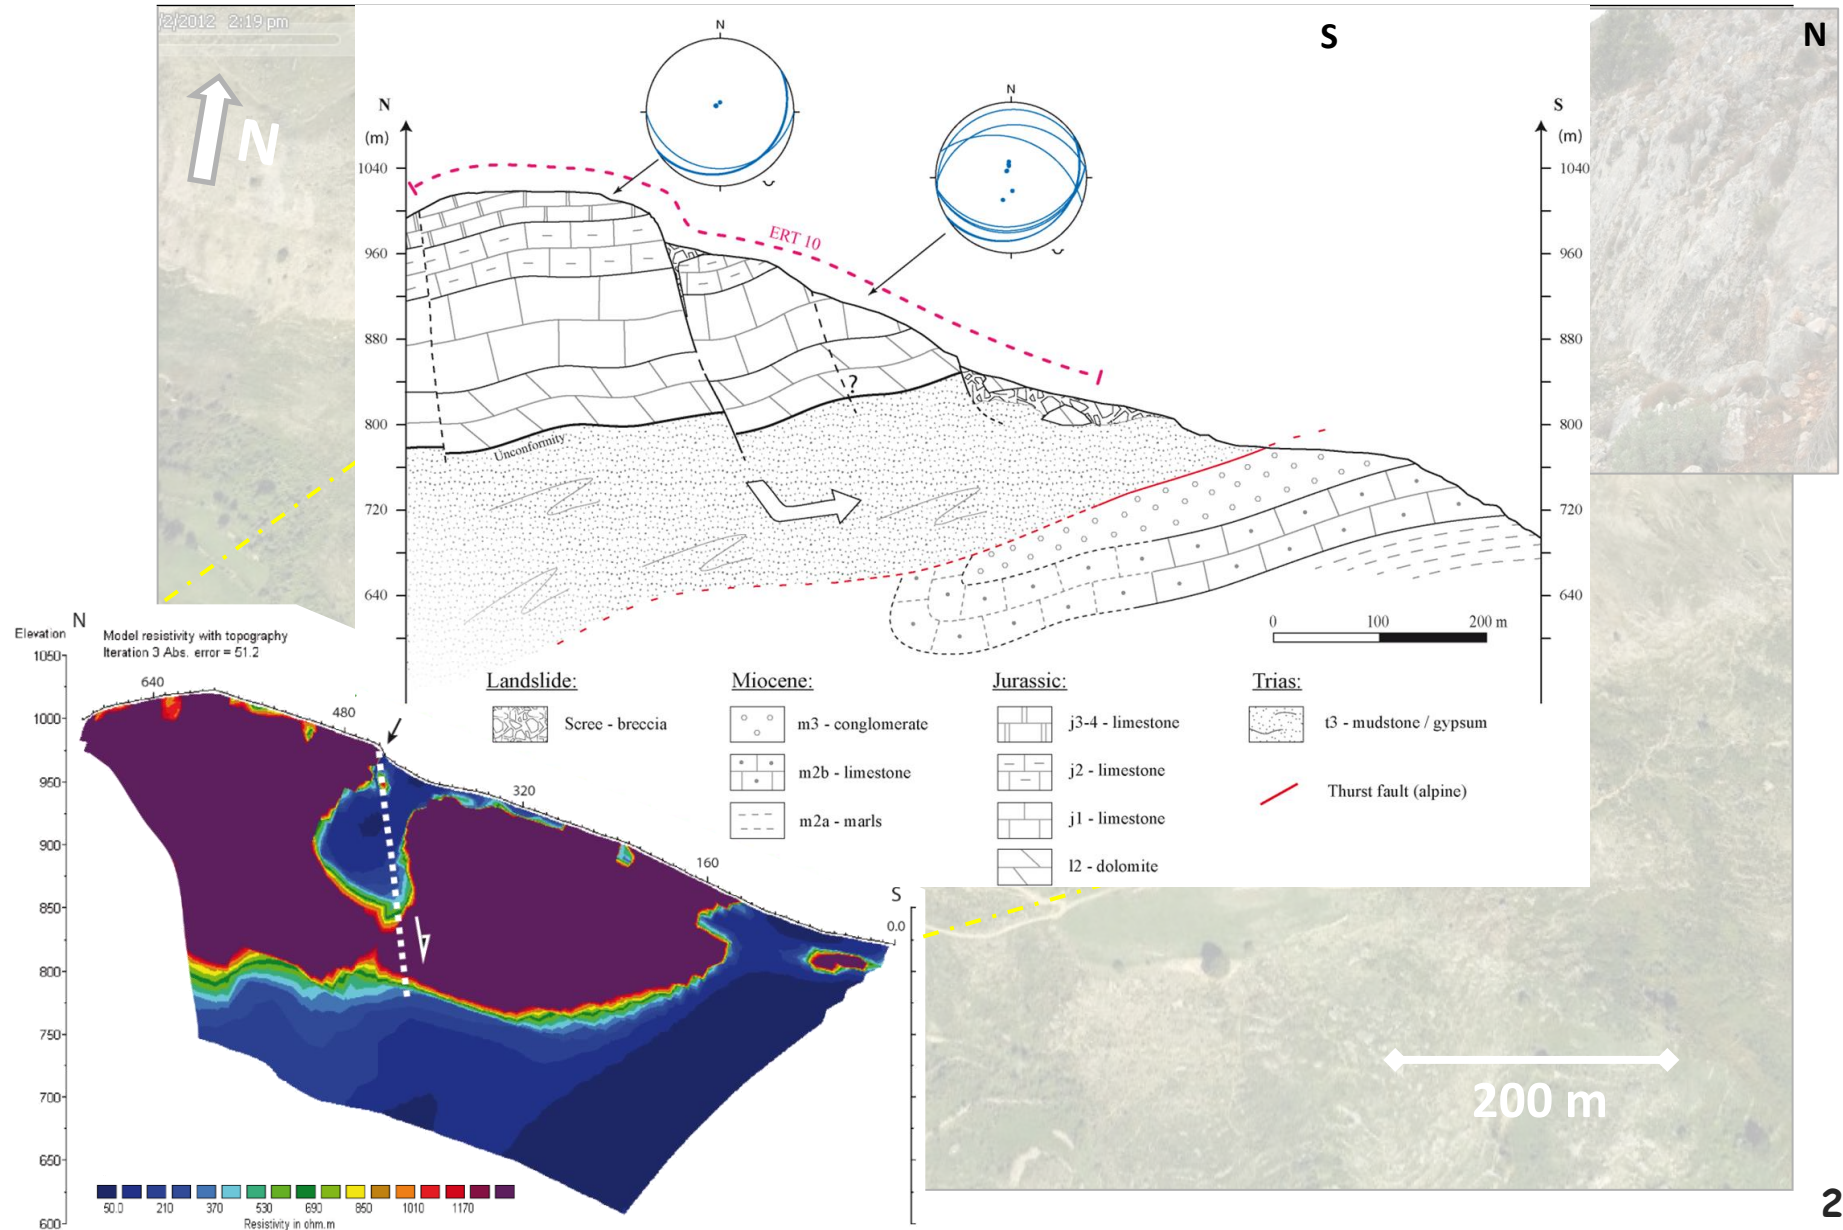 /2/2012 2:19 pm
N
S
N
N
(m)
1040
960
880
800
720
640
N
N
S
(m)
1040
960
880
800
720
640
ERT 10
?
Unconformity
0 100 200 m
Landslide:
Scree - breccia
Miocene:
m3 - conglomerate
m2b - limestone
m2a - marls
Jurassic:
j3-4 - limestone
j2 - limestone
j1 - limestone
l2 - dolomite
Trias:
t3 - mudstone / gypsum
Thurst fault (alpine)
Elevation
N
Model resistivity with topography
Iteration 3 Abs. error = 51.2
1050
1000
950
900
850
800
750
700
650
600
640
480
320
160
0.0
S
50.0 210 370 530 690 850 1010 1170
Resistivity in ohm.m
200 m
2